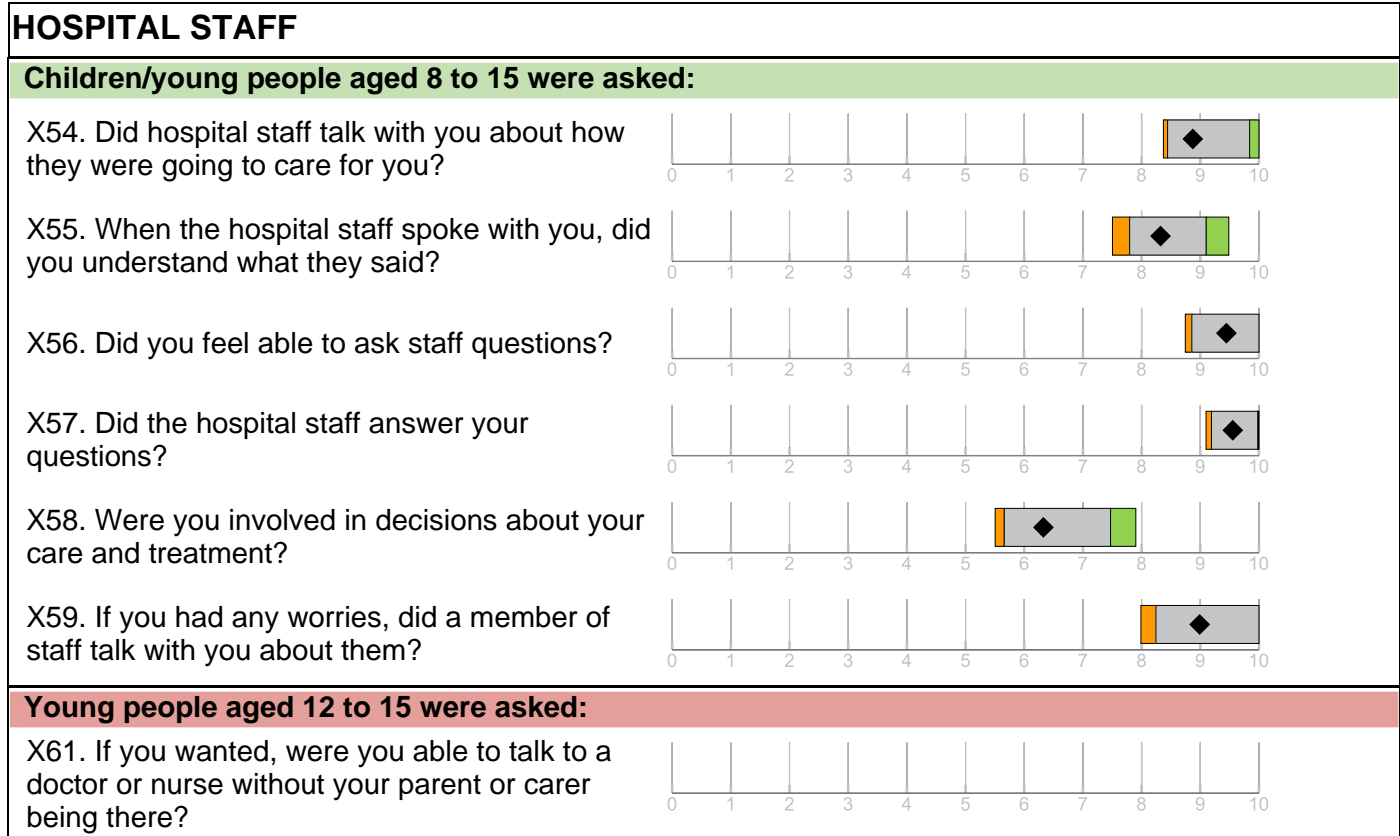 HOSPITAL STAFF
Children/young people aged 8 to 15 were asked:
X54. Did hospital staff talk with you about how
they were going to care for you?
0 1 2 3 4 5 6 7 8 9 10
X55. When the hospital staff spoke with you, did
you understand what they said?
0 1 2 3 4 5 6 7 8 9 10
X56. Did you feel able to ask staff questions?
0 1 2 3 4 5 6 7 8 9 10
X57. Did the hospital staff answer your
questions?
0 1 2 3 4 5 6 7 8 9 10
X58. Were you involved in decisions about your
care and treatment?
0 1 2 3 4 5 6 7 8 9 10
X59. If you had any worries, did a member of
staff talk with you about them?
0 1 2 3 4 5 6 7 8 9 10
Young people aged 12 to 15 were asked:
X61. If you wanted, were you able to talk to a
doctor or nurse without your parent or carer
being there?
0 1 2 3 4 5 6 7 8 9 10